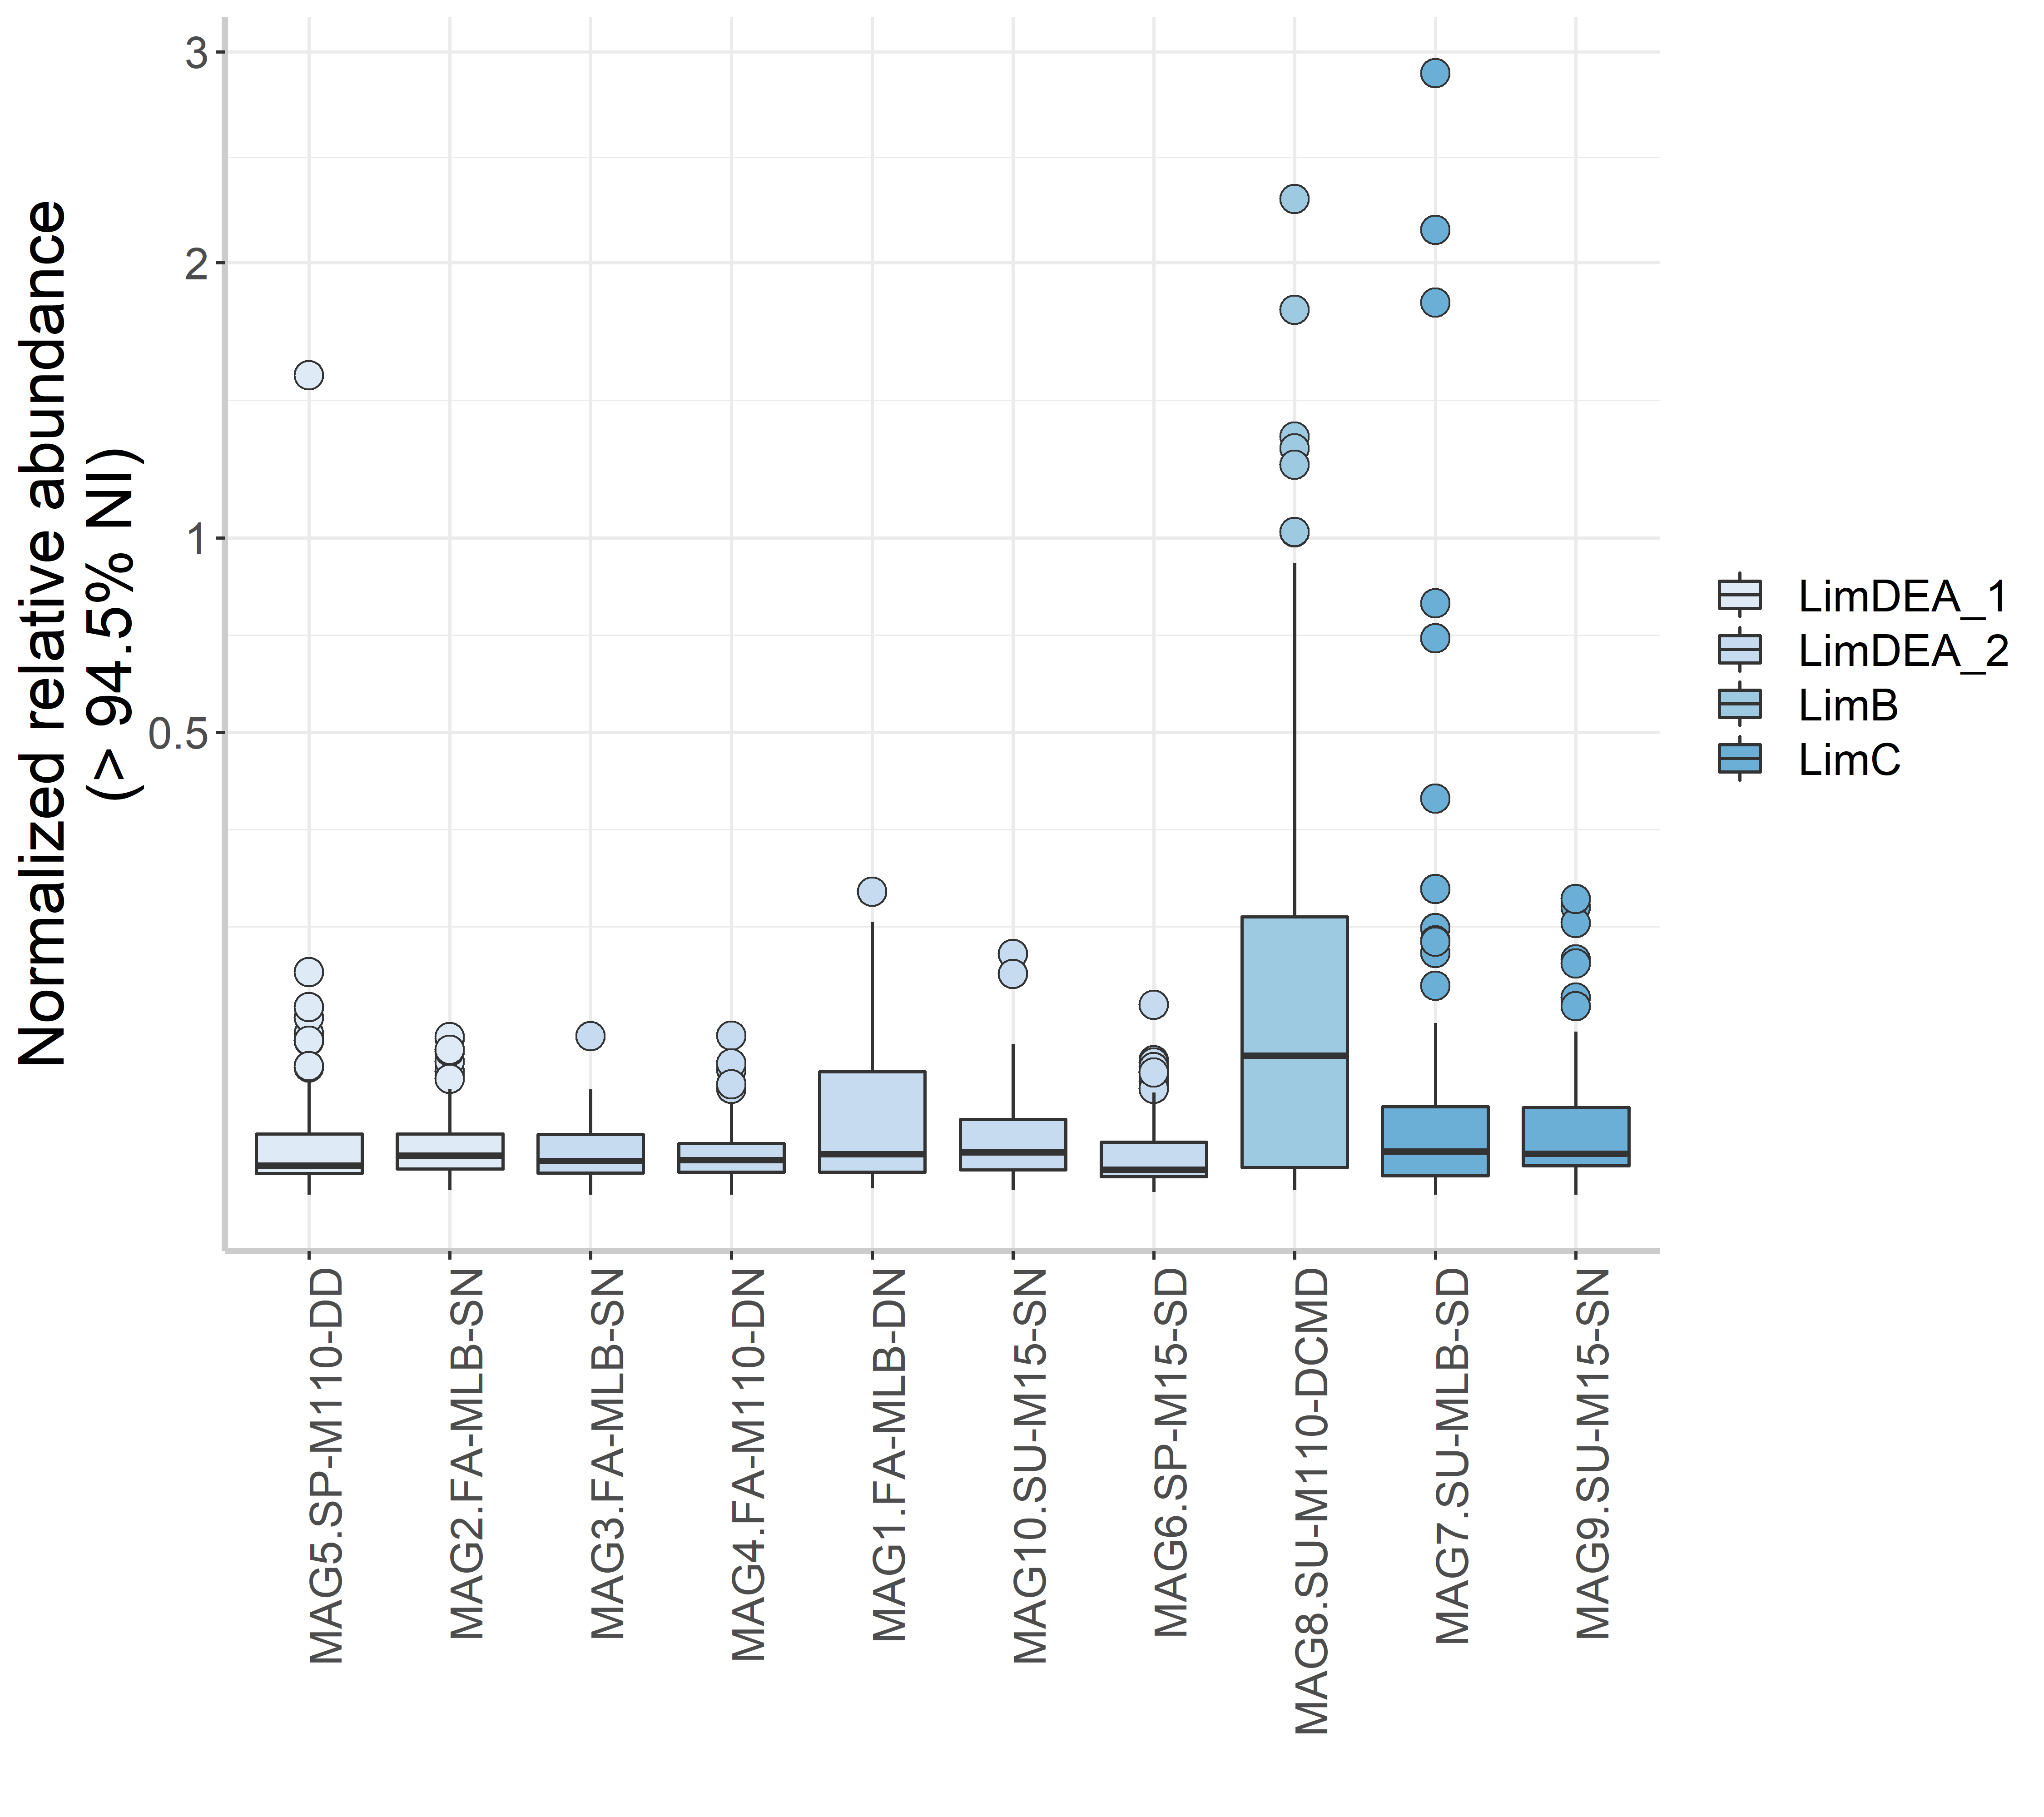 Normalized relative abundance
(> 94.5% NI)
3
2
1
0.5
MAG5.SP-M110-DD
MAG2.FA-MLB-SN
MAG3.FA-MLB-SN
MAG4.FA-M110-DN
MAG1.FA-MLB-DN
MAG10.SU-M15-SN
MAG6.SP-M15-SD
MAG8.SU-M110-DCMD
MAG7.SU-MLB-SD
MAG9.SU-M15-SN
LimDEA_1
LimDEA_2
LimB
LimC